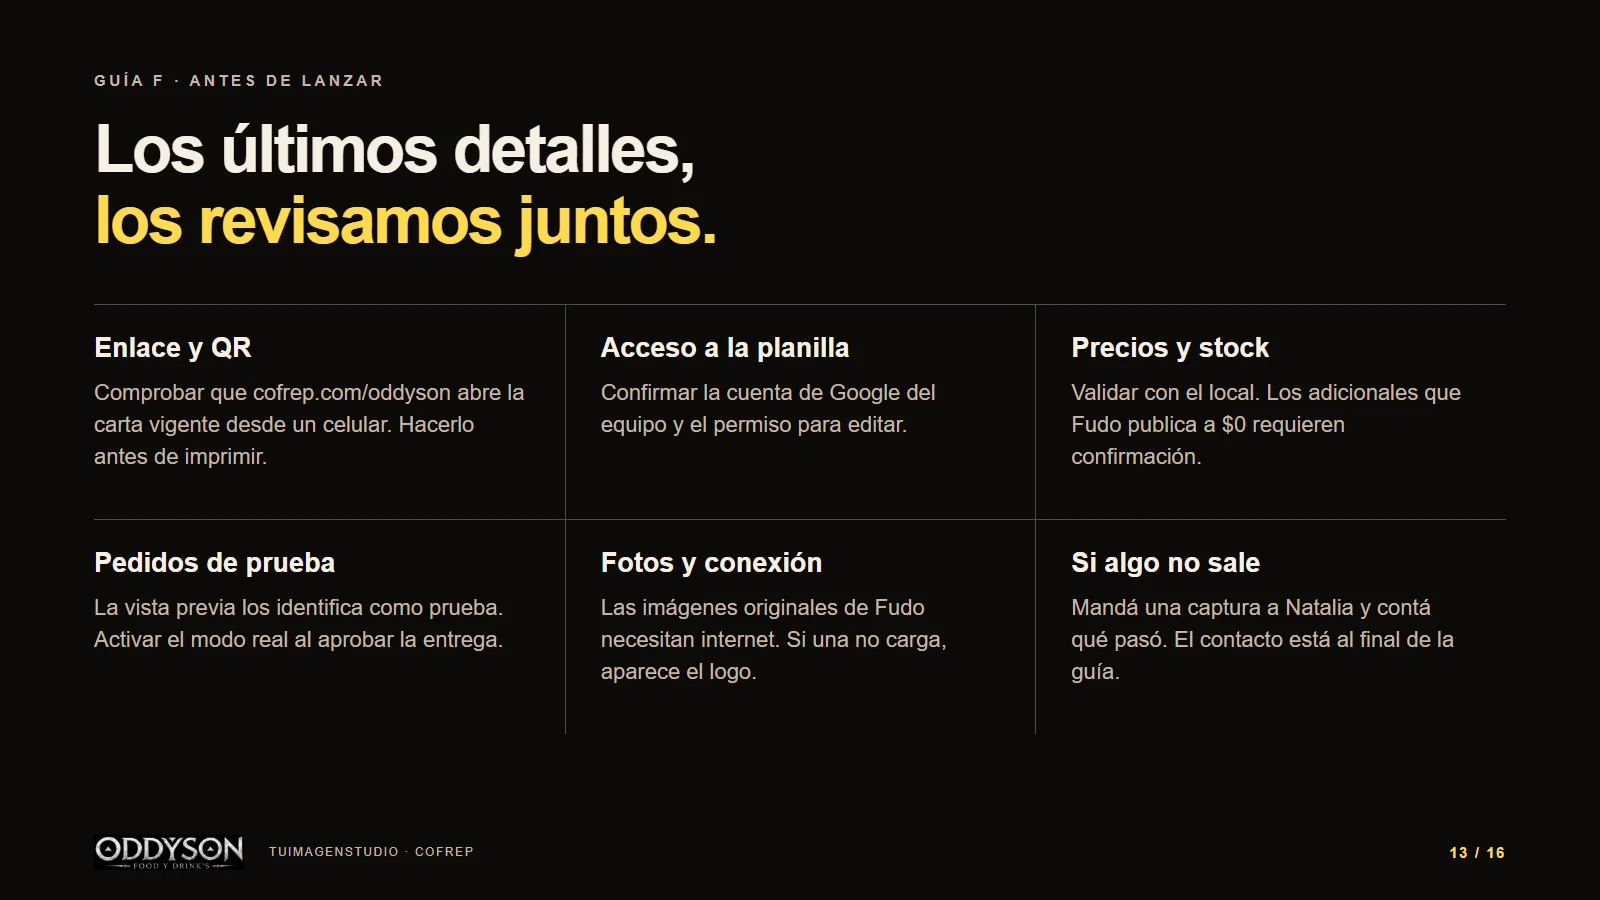 GUÍA F · ANTES DE LANZAR
Los últimos detalles,
los revisamos juntos.
Enlace y QR
Comprobar que cofrep.com/oddyson abre la
carta vigente desde un celular. Hacerlo
antes de imprimir.
Acceso a la planilla
Confirmar la cuenta de Google del
equipo y el permiso para editar.
Precios y stock
Validar con el local. Los adicionales que
Fudo publica a $0 requieren
confirmación.
Pedidos de prueba
La vista previa los identifica como prueba.
Activar el modo real al aprobar la entrega.
Fotos y conexión
Las imágenes originales de Fudo
necesitan internet. Si una no carga,
aparece el logo.
Si algo no sale
Mandá una captura a Natalia y contá
qué pasó. El contacto está al final de la
guía.
ODDYSON
FOOD Y DRINK'S
TUIMAGENSTUDIO · COFREP
13 / 16